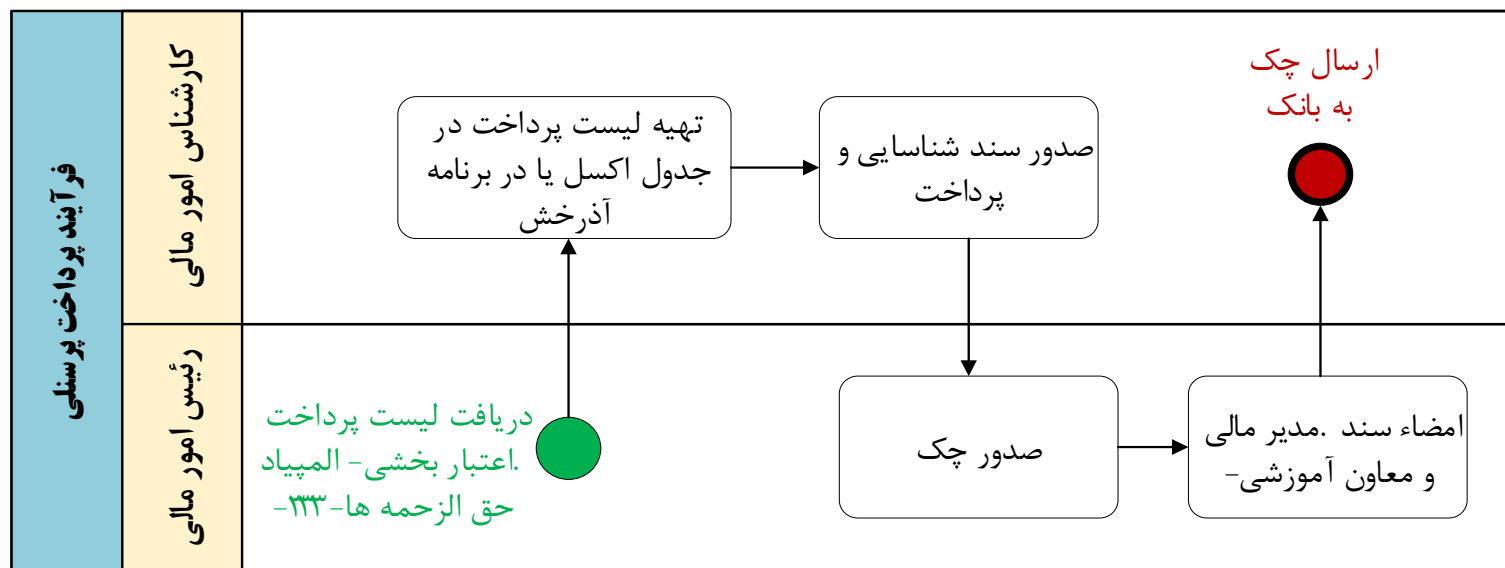 فرآیند پرداخت پرسنلی
کارشناس امور مالی
رئیس امور مالی
دریافت لیست پرداخت
.اعتبار بخشی- المپیاد
حق الزحمه ها-۲۳۳-
تهیه لیست پرداخت در
جدول اکسل یا در برنامه
آذرخش
صدور سند شناسایی و
پرداخت
صدور چک
امضاء سند .مدیر مالی
و معاون آموزشی-
ارسال چک
به بانک